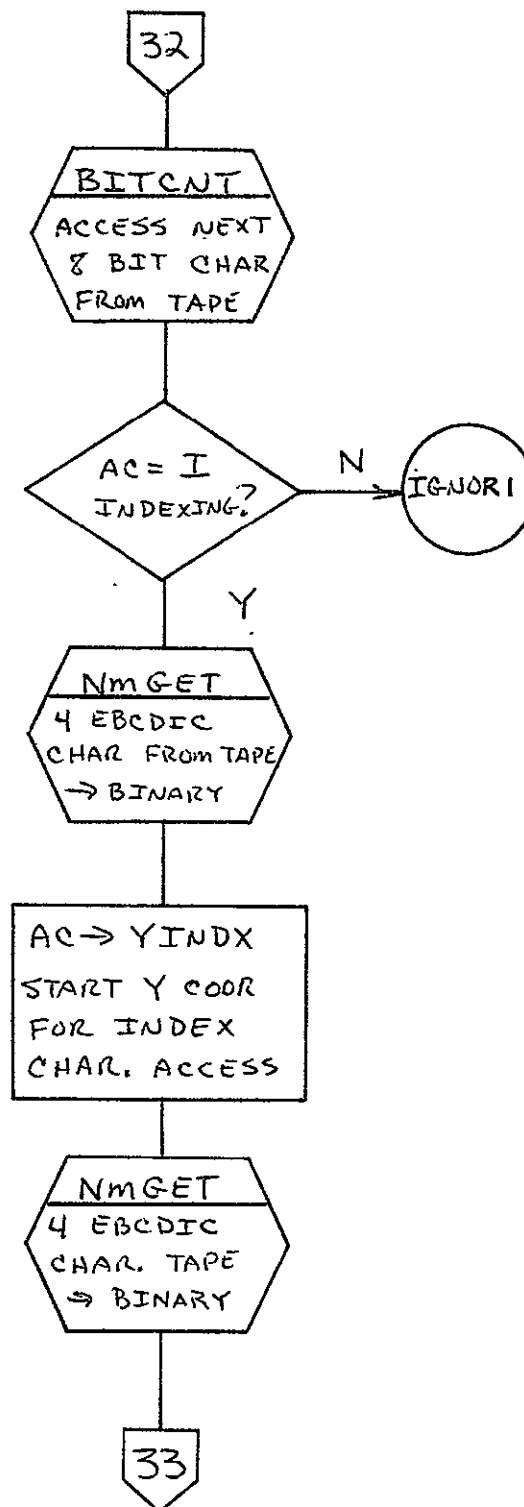 32
BITCNT
ACCESS NEXT
8 BIT CHAR
FROM TAPE
AC = I
INDEXING?
N
IGNOR1
Y
NmGET
4 EBCDIC
CHAR FROM TAPE
→ BINARY
AC → YINDX
START Y COOR
FOR INDEX
CHAR. ACCESS
NmGET
4 EBCDIC
CHAR. TAPE
→ BINARY
33